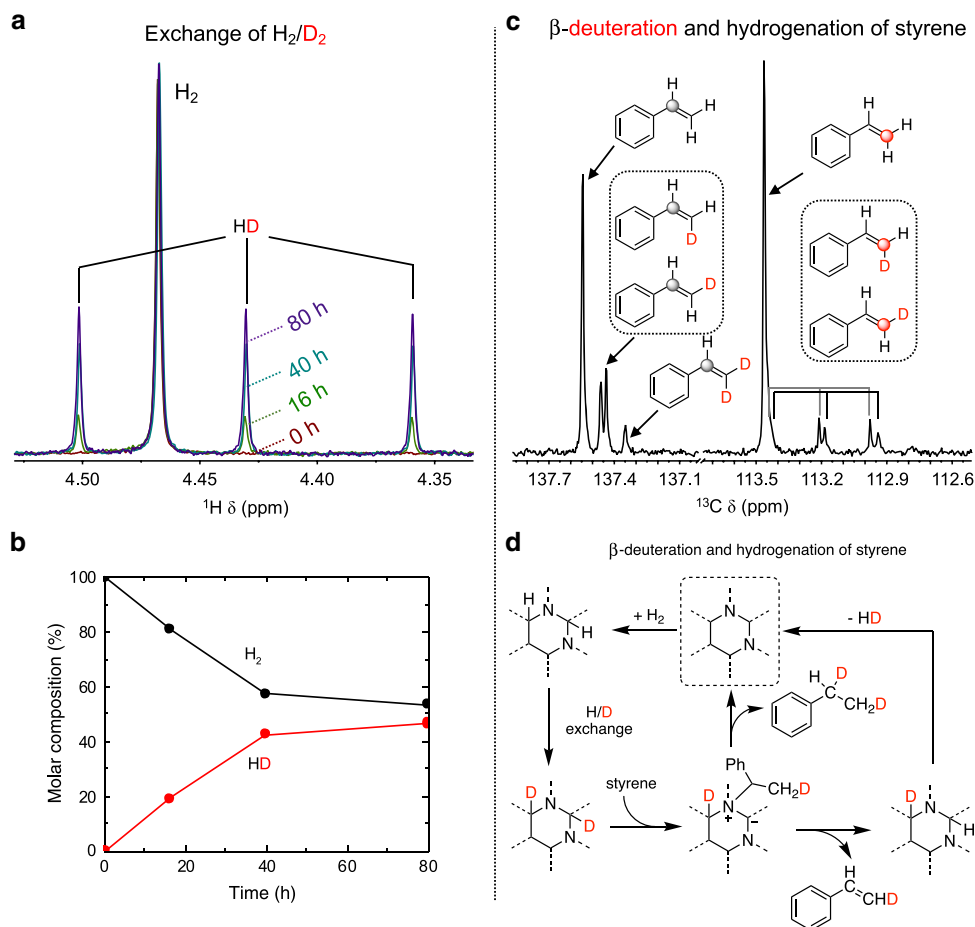 a
Exchange of H2/D2
H2
HD
80 h
40 h
16 h
0 h
4.50
4.45
4.40
4.35
1H δ (ppm)
b
Molar composition (%)
100
80
60
40
20
0
H2
HD
0
20
40
60
80
Time (h)
c
β-deuteration and hydrogenation of styrene
H
H
H
H
H
D
H
D
H
H
D
D
H
H
H
H
H
D
H
D
H
137.7
137.4
137.1
113.5
113.2
112.9
112.6
13C δ (ppm)
d
β-deuteration and hydrogenation of styrene
H
N
H
N
+ H2
N
N
- HD
H
D
CH2D
H/D
exchange
D
N
D
N
styrene
Ph
CH2D
D
N
+
-
N
D
N
H
N
H
CHD